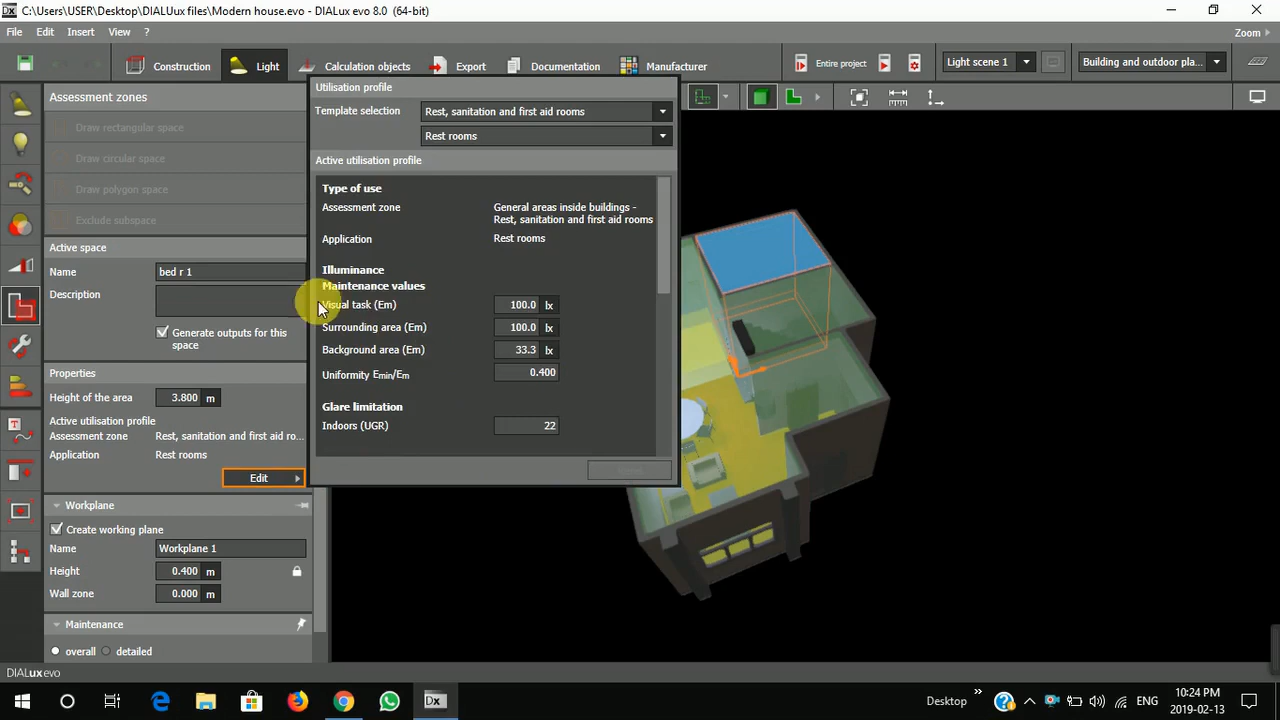 C:\Users\USER\Desktop\DIALUux files\Modern house.evo - DIALux evo 8.0 (64-bit)
File Edit Insert View ? Zoom
Construction Light Calculation objects Export Documentation Manufacturer Entire project Light scene 1 Building and outdoor pla...
Assessment zones
Draw rectangular space
Draw circular space
Draw polygon space
Exclude subspace
Active space
Name bed r 1
Description
Generate outputs for this
space
Properties
Height of the area 3.800 m
Active utilisation profile
Assessment zone Rest, sanitation and first aid ro...
Application Rest rooms
Edit
Workplane
Create working plane
Name Workplane 1
Height 0.400 m
Wall zone 0.000 m
Maintenance
overall detailed
Utilisation profile
Template selection Rest, sanitation and first aid rooms
Rest rooms
Active utilisation profile
Type of use
Assessment zone General areas inside buildings -
Rest, sanitation and first aid rooms
Application Rest rooms
Illuminance
Maintenance values
Visual task (Em) 100.0 lx
Surrounding area (Em) 100.0 lx
Background area (Em) 33.3 lx
Uniformity Emin/Em 0.400
Glare limitation
Indoors (UGR) 22
DIALux evo
Desktop » ENG 10:24 PM
2019-02-13